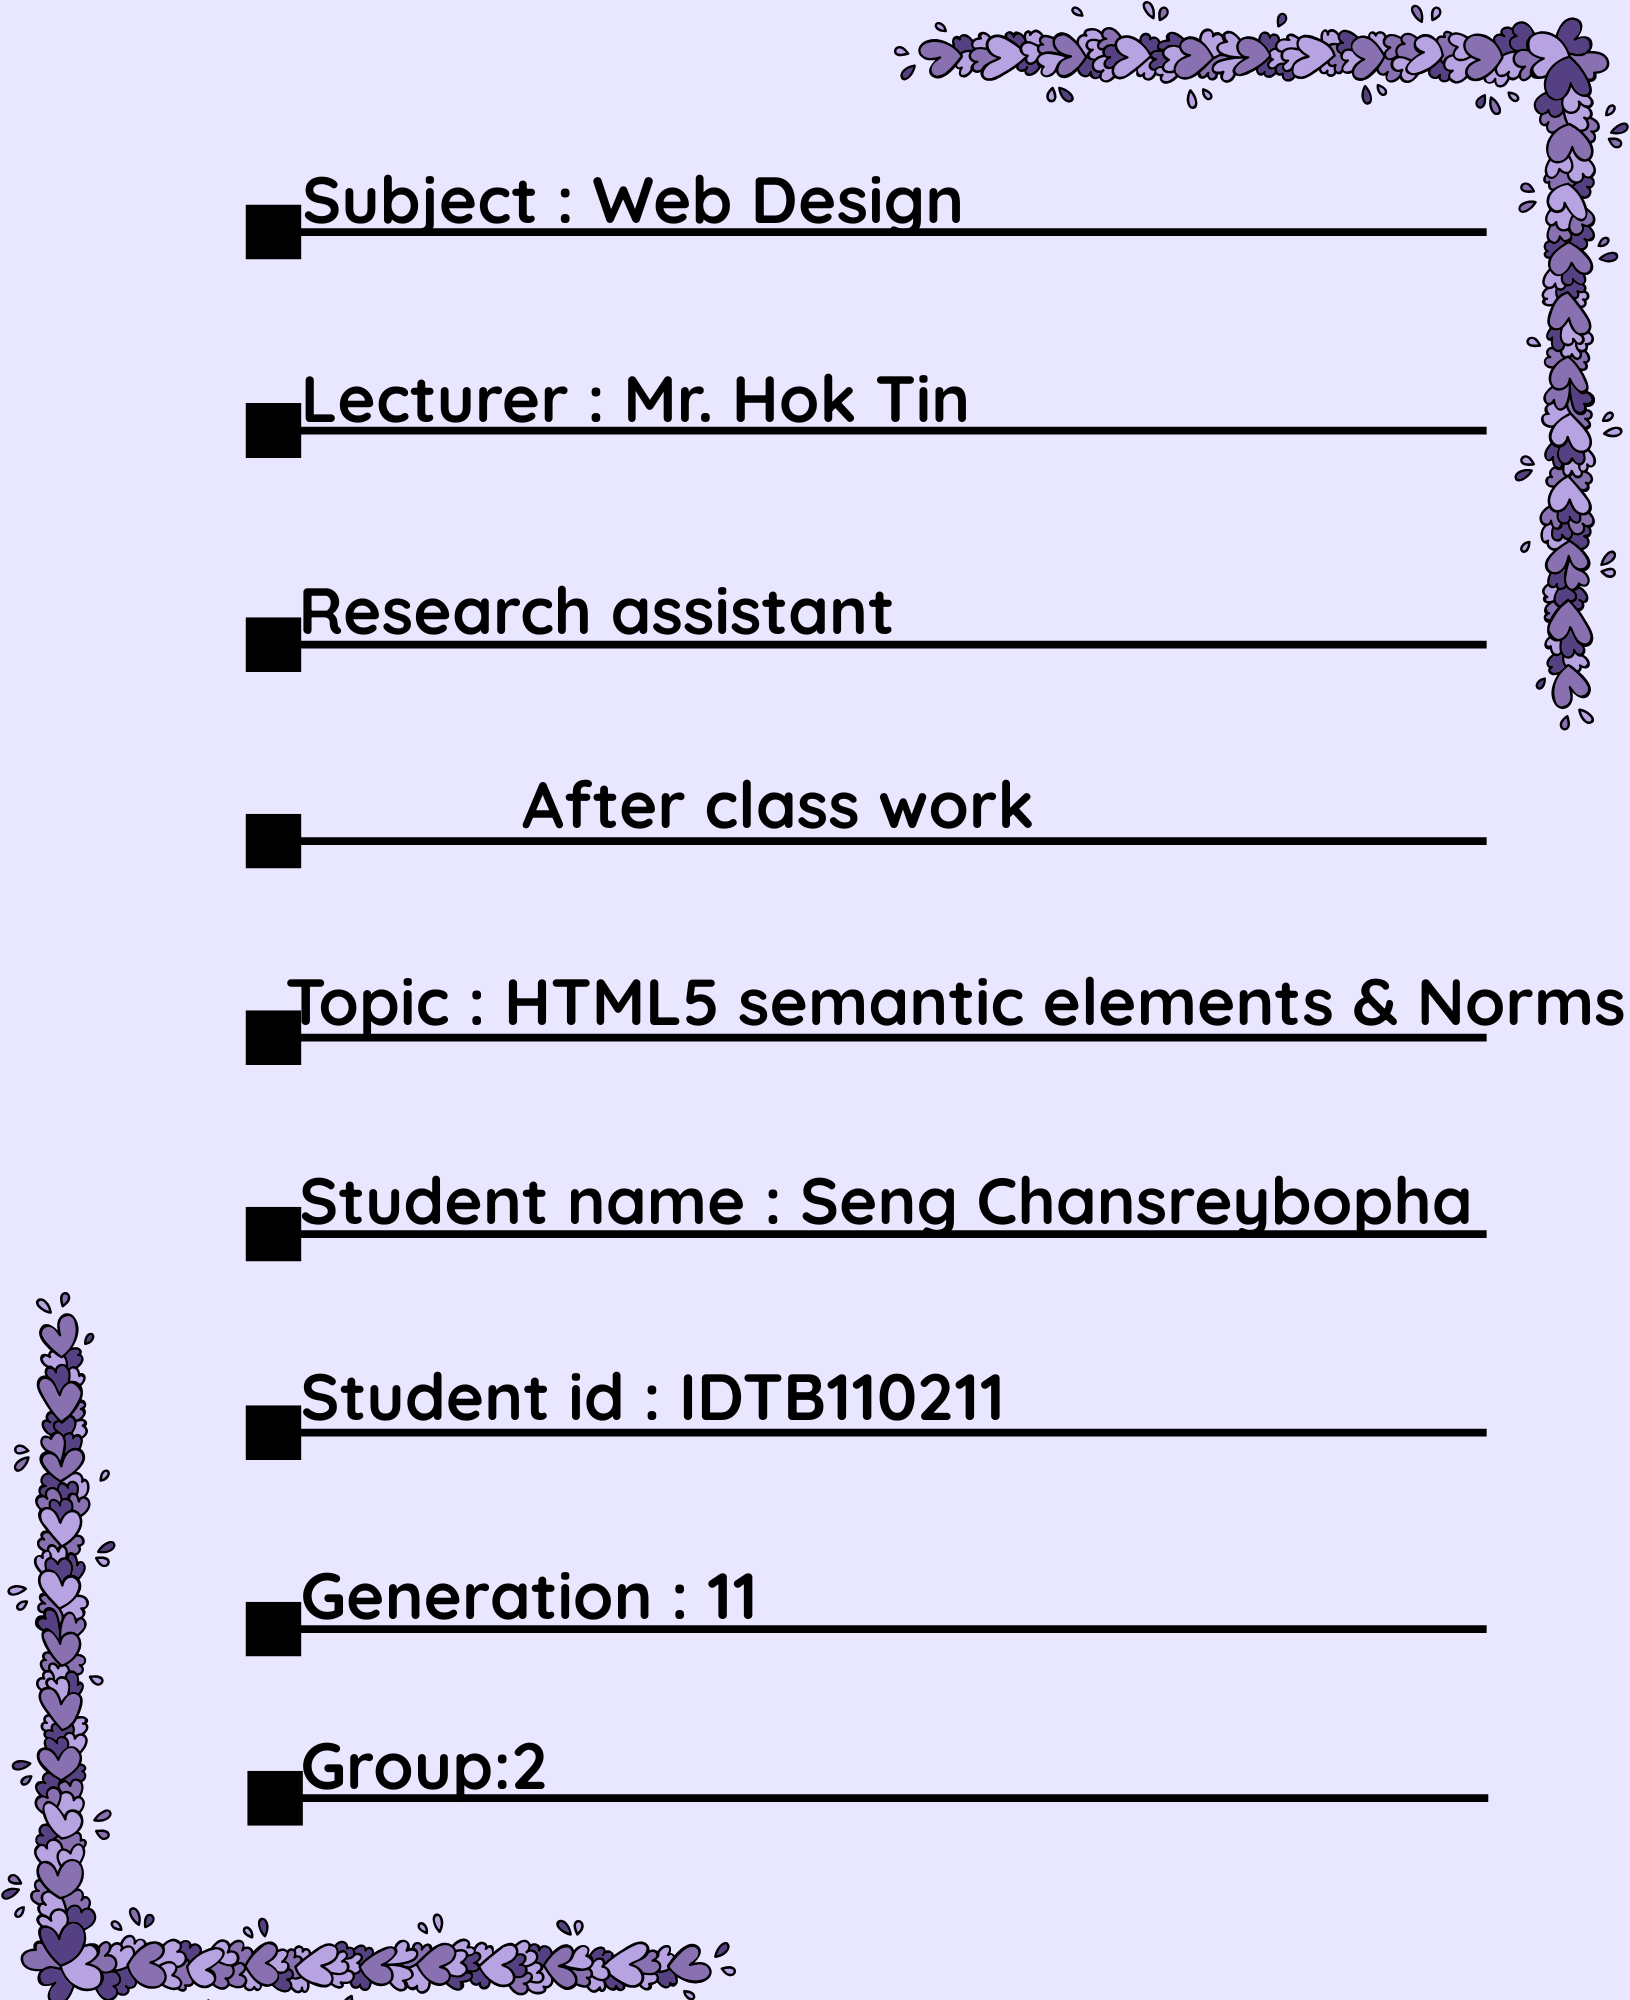 Subject : Web Design
Lecturer : Mr. Hok Tin
Research assistant
After class work
Topic : HTML5 semantic elements & Norms
Student name : Seng Chansreybopha
Student id : IDTB110211
Generation : 11
Group:2